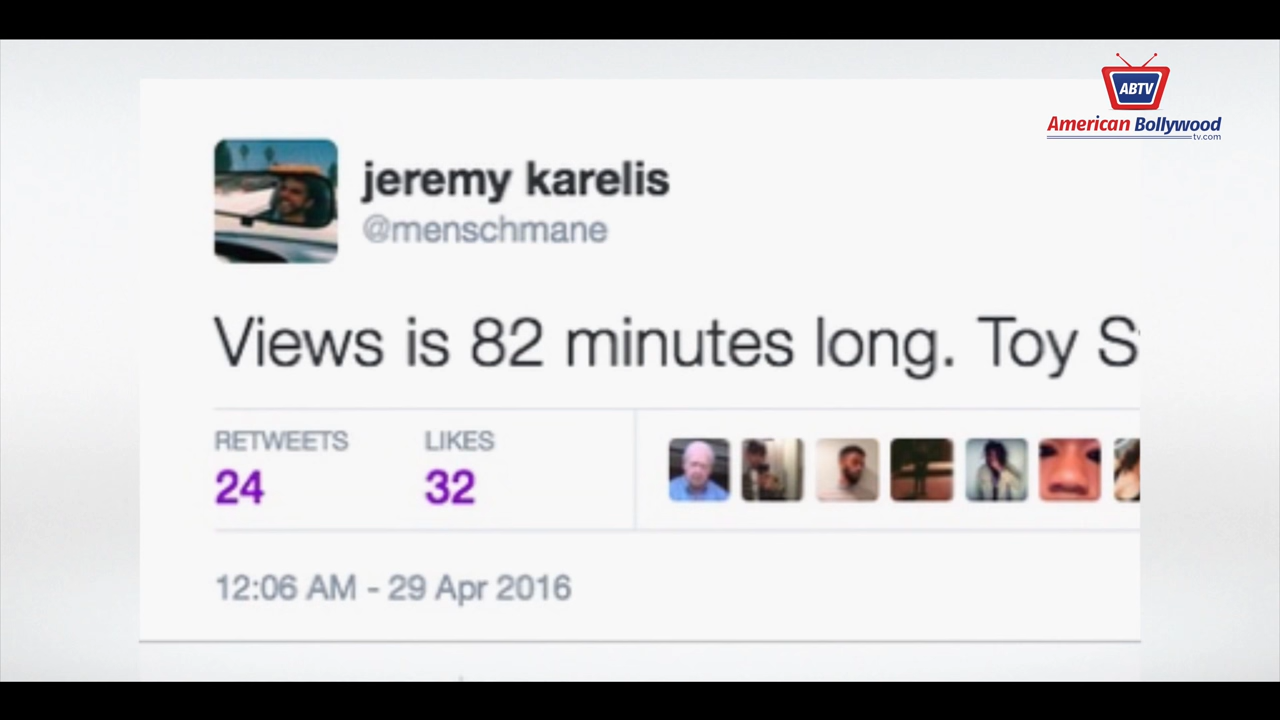 ABTV
American Bollywood
tv.com
jeremy karelis
@menschmane
Views is 82 minutes long. Toy S
RETWEETS LIKES
24 32
12:06 AM - 29 Apr 2016